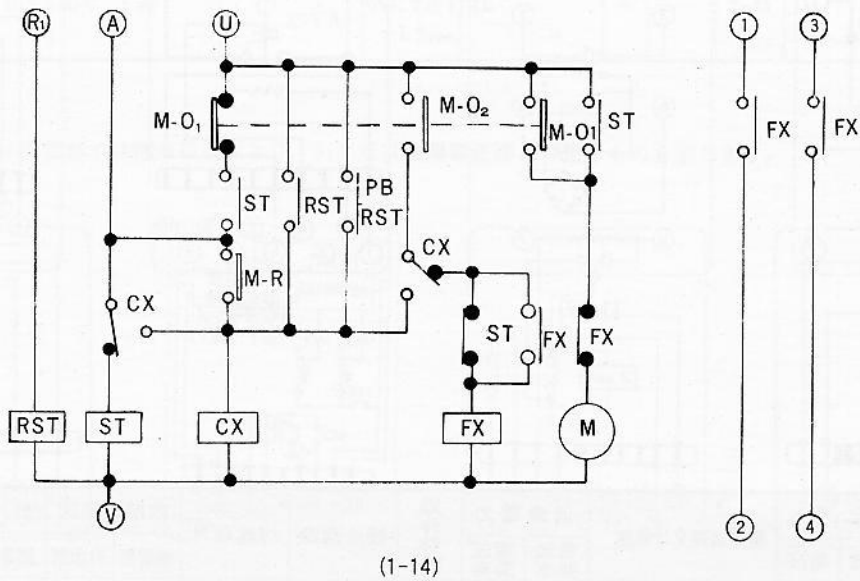 R1 A U 1 3
M-O1 M-O2 M-O1 ST FX FX
ST RST PB RST
CX
M-R
CX
ST FX FX
RST ST CX FX M
V 2 4
(1-14)